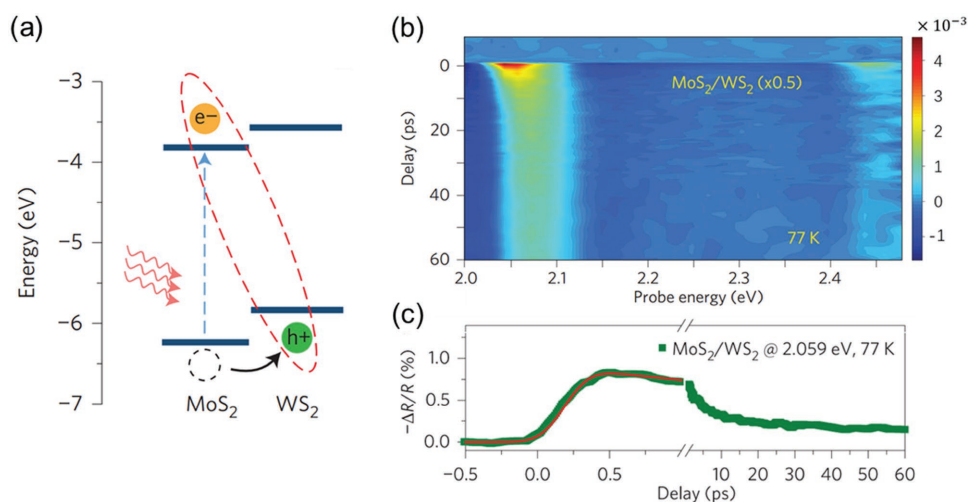 (a)
Energy (eV)
−3
−4
−5
−6
−7
e−
h+
MoS₂
WS₂
(b)
× 10⁻³
MoS₂/WS₂ (x0.5)
77 K
Delay (ps)
0
20
40
60
2.0
2.1
2.2
2.3
2.4
Probe energy (eV)
4
3
2
1
0
−1
(c)
MoS₂/WS₂ @ 2.059 eV, 77 K
−ΔR/R (%)
1.0
0.5
0.0
−0.5
0.0
0.5
10
20
30
40
50
60
Delay (ps)